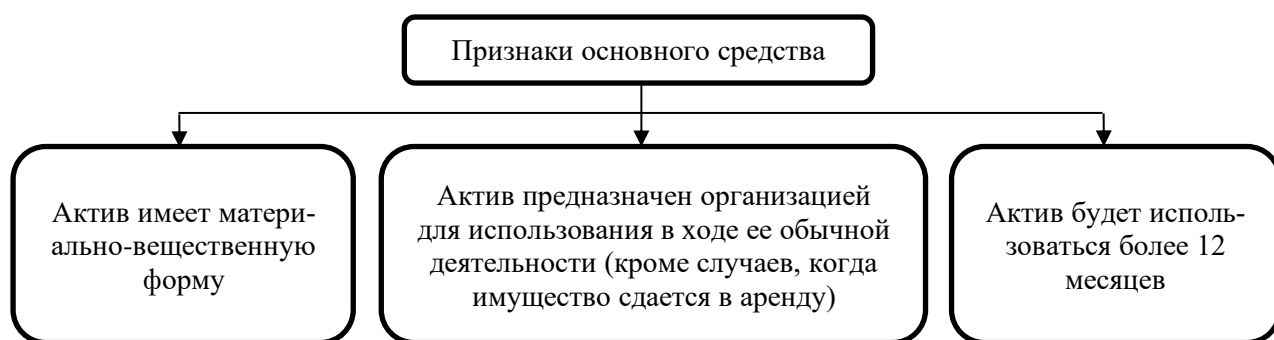 Признаки основного средства
Актив имеет матери-
ально-вещественную
форму
Актив предназначен организацией
для использования в ходе ее обычной
деятельности (кроме случаев, когда
имущество сдается в аренду)
Актив будет исполь-
зоваться более 12
месяцев